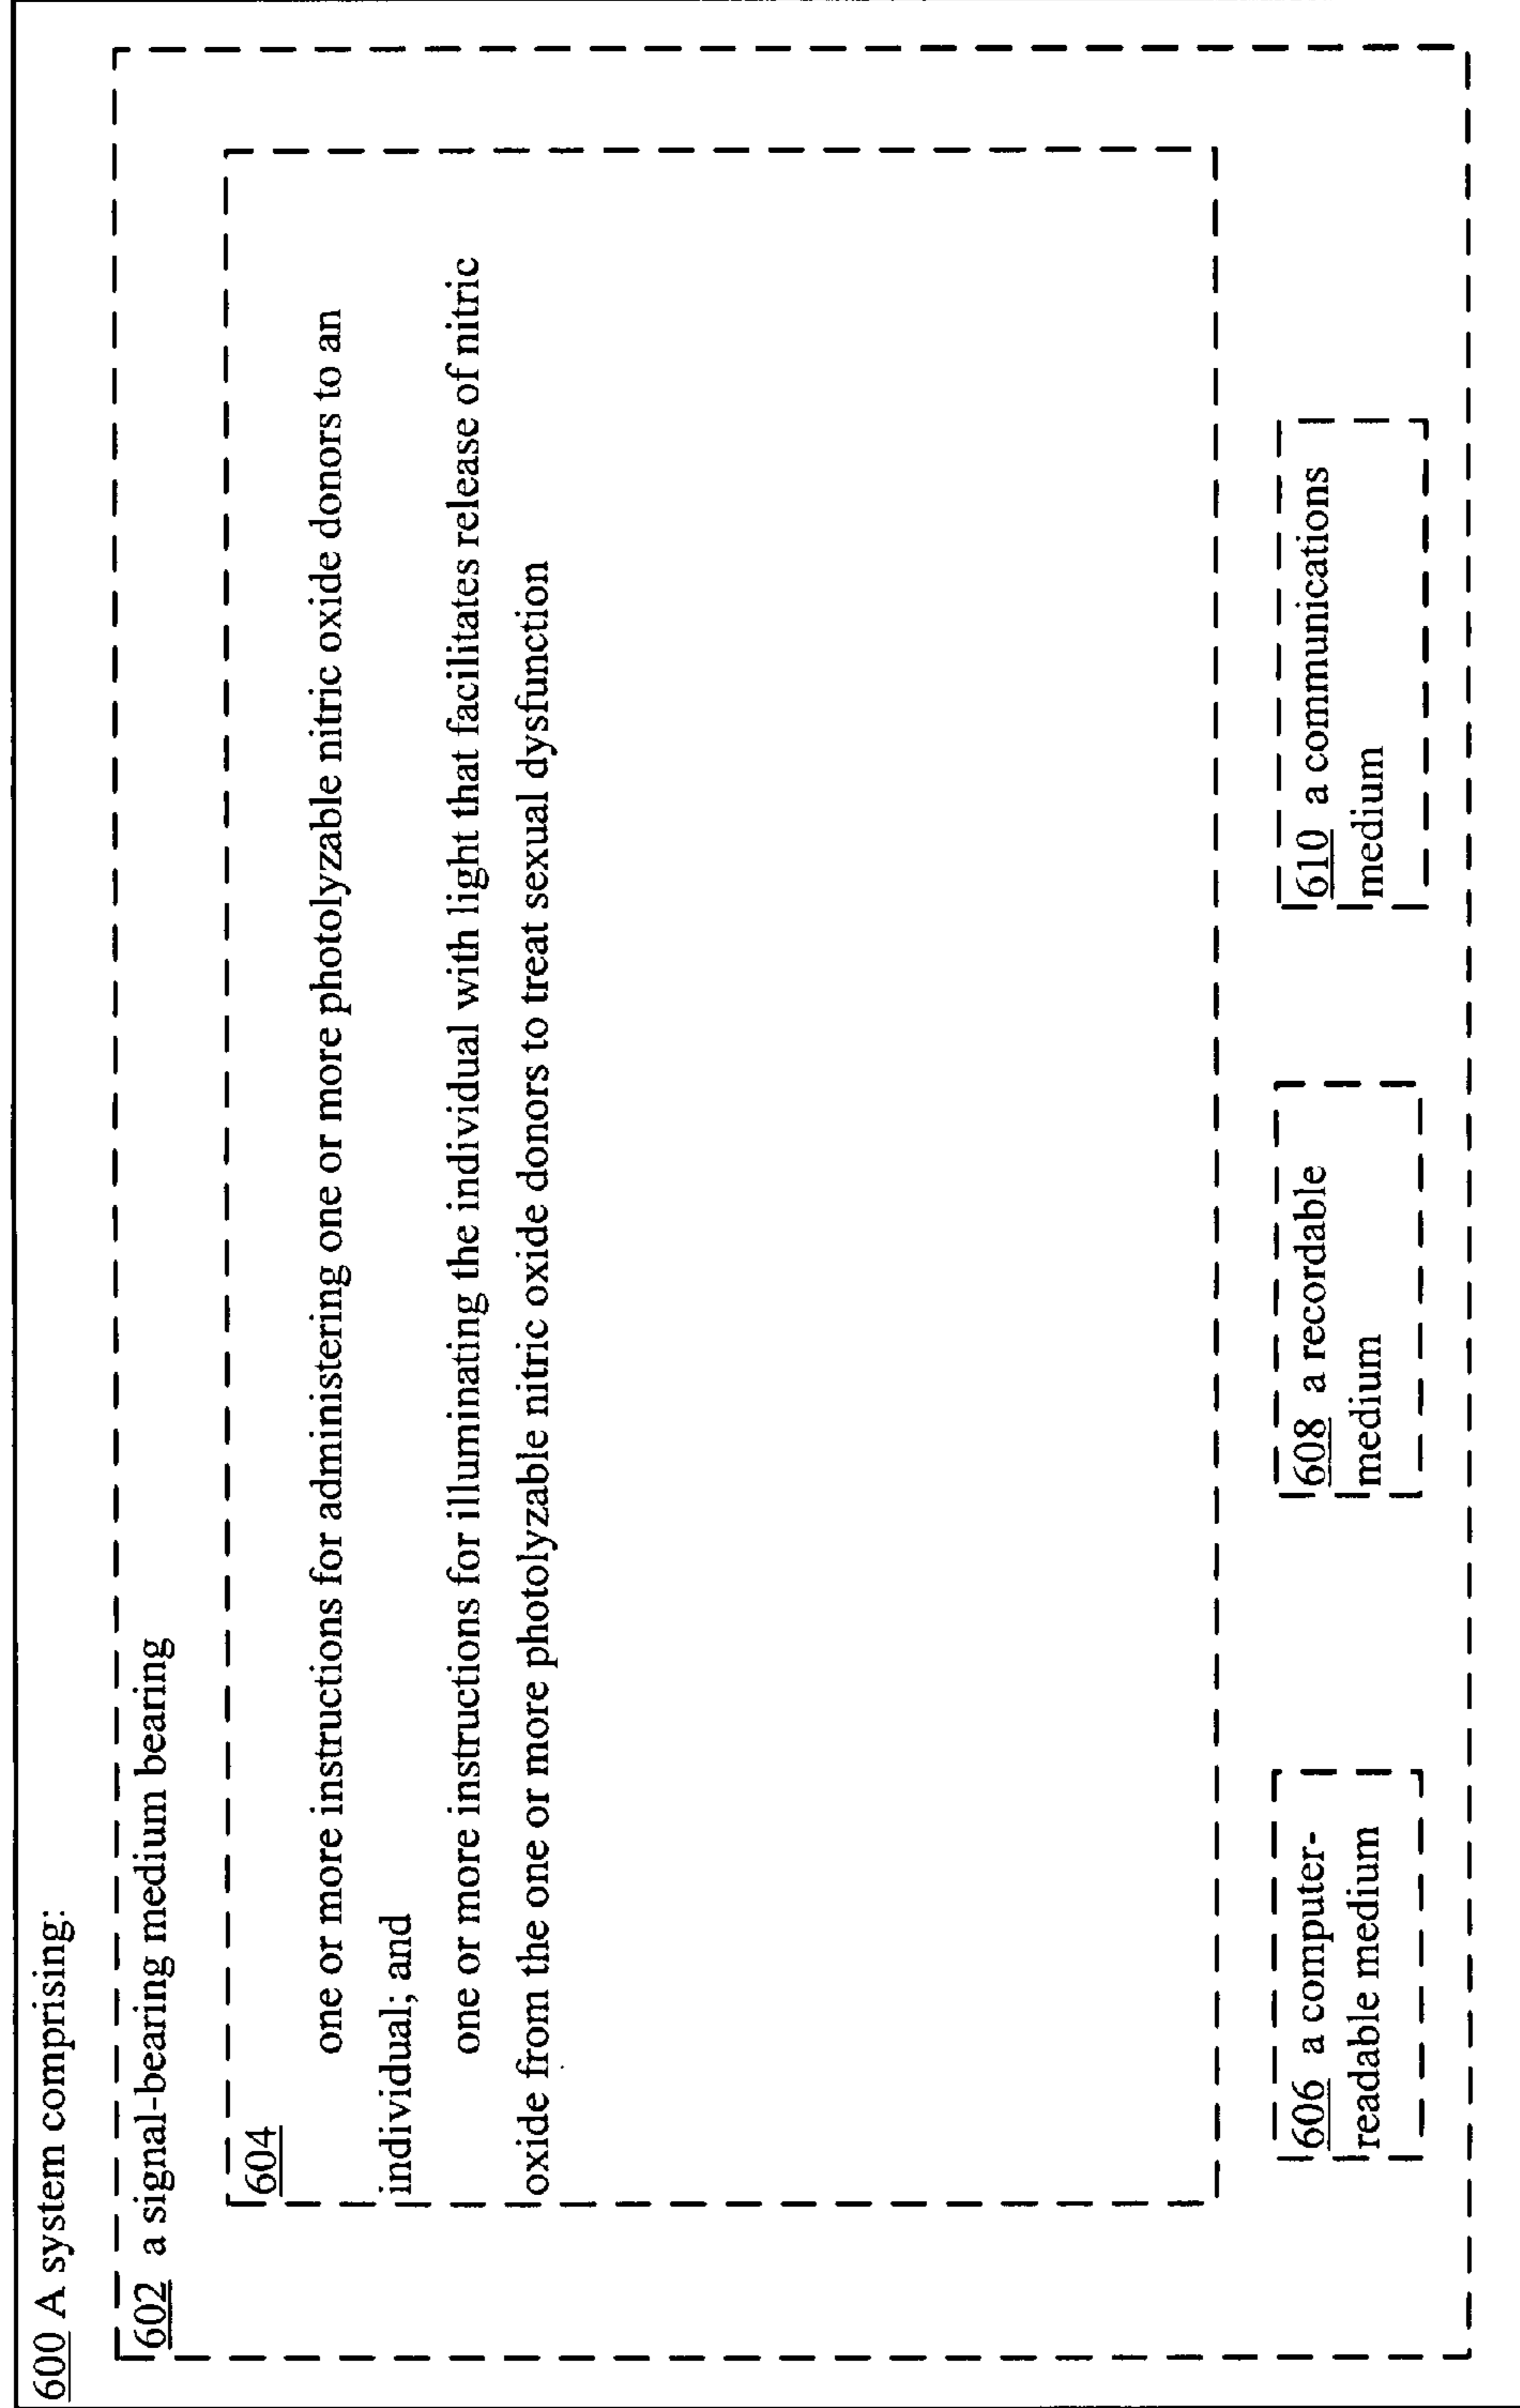 600 A system comprising:
602 a signal-bearing medium bearing
604
one or more instructions for administering one or more photolyzable nitric oxide donors to an
individual; and
one or more instructions for illuminating the individual with light that facilitates release of nitric
oxide from the one or more photolyzable nitric oxide donors to treat sexual dysfunction
606 a computer-
readable medium
608 a recordable
medium
610 a communications
medium